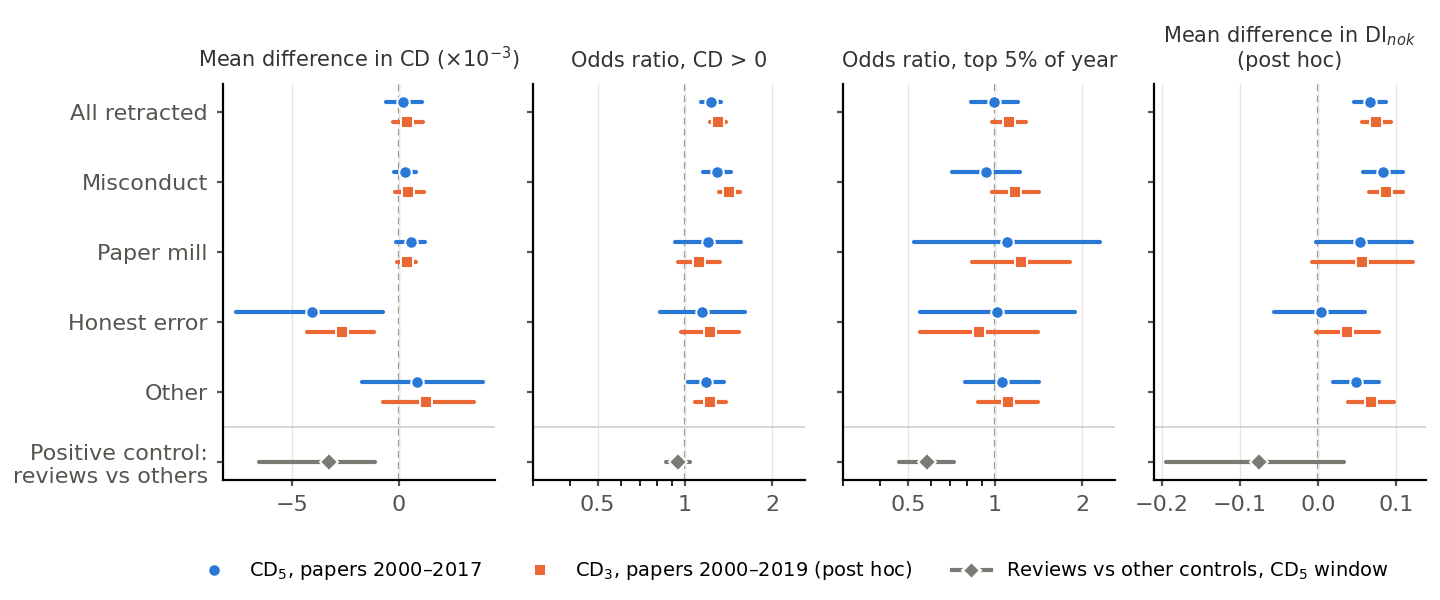 Mean difference in CD (×10⁻³)
Odds ratio, CD > 0
Odds ratio, top 5% of year
Mean difference in DI_nok
(post hoc)
All retracted
Misconduct
Paper mill
Honest error
Other
Positive control:
reviews vs others
−5 0
0.5 1 2
0.5 1 2
−0.2 −0.1 0.0 0.1
CD₅, papers 2000–2017
CD₃, papers 2000–2019 (post hoc)
Reviews vs other controls, CD₅ window